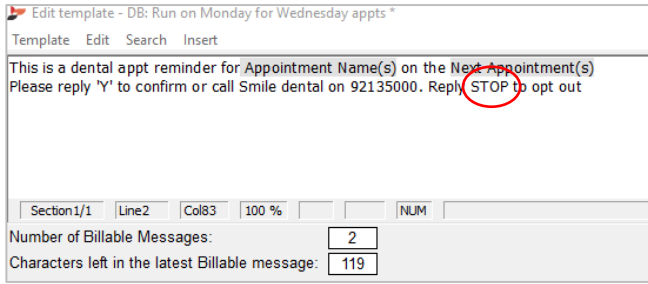 Edit template - DB: Run on Monday for Wednesday appts *
Template Edit Search Insert
This is a dental appt reminder for Appointment Name(s) on the Next Appointment(s)
Please reply 'Y' to confirm or call Smile dental on 92135000. Reply STOP to opt out
Section1/1 Line2 Col83 100 % NUM
Number of Billable Messages: 2
Characters left in the latest Billable message: 119